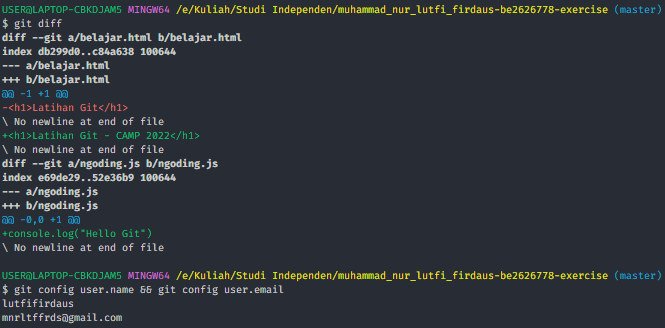 USER@LAPTOP-CBKDJAM5 MINGW64 /e/Kuliah/Studi Independen/muhammad_nur_lutfi_firdaus-be2626778-exercise (master)
$ git diff
diff --git a/belajar.html b/belajar.html
index db299d0..c84a638 100644
--- a/belajar.html
+++ b/belajar.html
@@ -1 +1 @@
-<h1>Latihan Git</h1>
\ No newline at end of file
+<h1>Latihan Git - CAMP 2022</h1>
\ No newline at end of file
diff --git a/ngoding.js b/ngoding.js
index e69de29..52e36b9 100644
--- a/ngoding.js
+++ b/ngoding.js
@@ -0,0 +1 @@
+console.log("Hello Git")
\ No newline at end of file
USER@LAPTOP-CBKDJAM5 MINGW64 /e/Kuliah/Studi Independen/muhammad_nur_lutfi_firdaus-be2626778-exercise (master)
$ git config user.name && git config user.email
lutfifirdaus
mnrltffrds@gmail.com